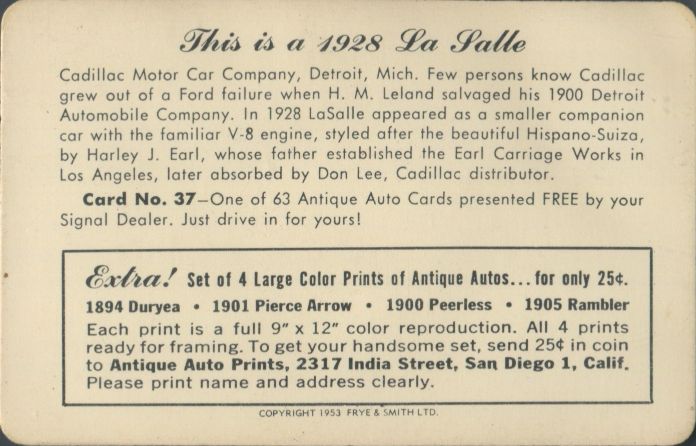 This is a 1928 La Salle
Cadillac Motor Car Company, Detroit, Mich. Few persons know Cadillac
grew out of a Ford failure when H. M. Leland salvaged his 1900 Detroit
Automobile Company. In 1928 LaSalle appeared as a smaller companion
car with the familiar V-8 engine, styled after the beautiful Hispano-Suiza,
by Harley J. Earl, whose father established the Earl Carriage Works in
Los Angeles, later absorbed by Don Lee, Cadillac distributor.
Card No. 37—One of 63 Antique Auto Cards presented FREE by your
Signal Dealer. Just drive in for yours!
Extra! Set of 4 Large Color Prints of Antique Autos...for only 25¢.
1894 Duryea • 1901 Pierce Arrow • 1900 Peerless • 1905 Rambler
Each print is a full 9" x 12" color reproduction. All 4 prints
ready for framing. To get your handsome set, send 25¢ in coin
to Antique Auto Prints, 2317 India Street, San Diego 1, Calif.
Please print name and address clearly.
COPYRIGHT 1953 FRYE & SMITH LTD.